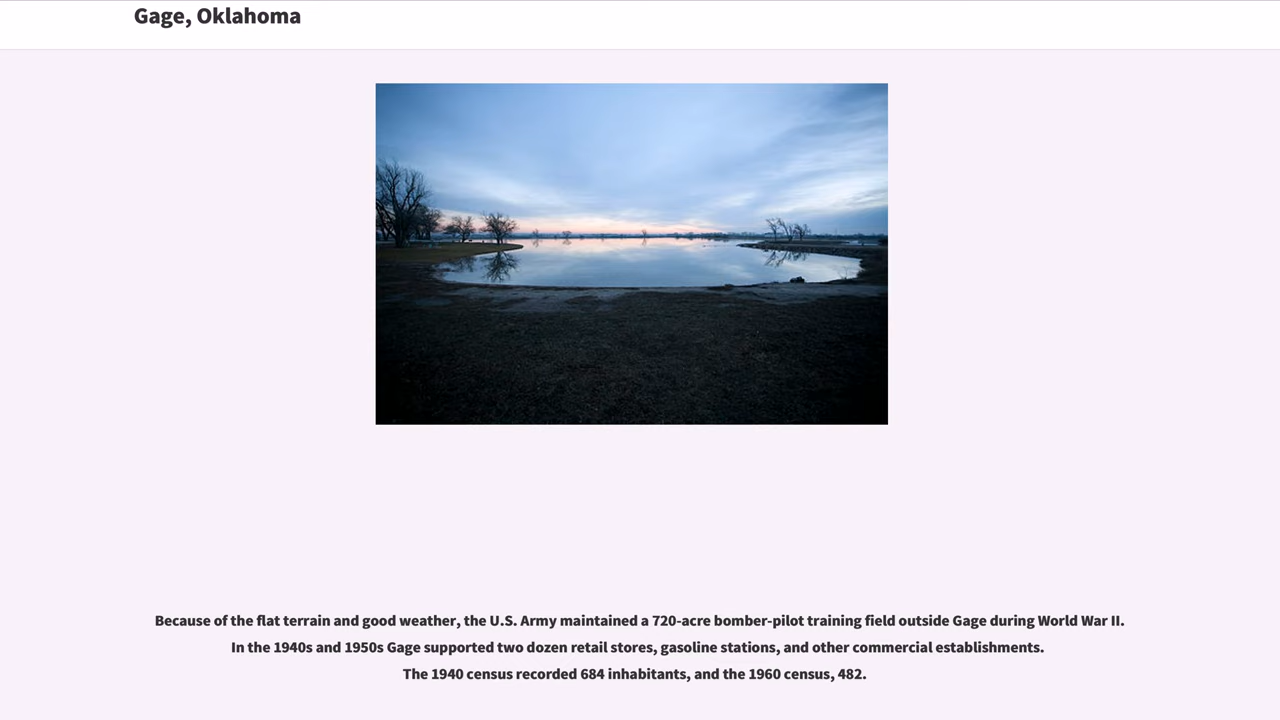 Gage, Oklahoma
Because of the flat terrain and good weather, the U.S. Army maintained a 720-acre bomber-pilot training field outside Gage during World War II.
In the 1940s and 1950s Gage supported two dozen retail stores, gasoline stations, and other commercial establishments.
The 1940 census recorded 684 inhabitants, and the 1960 census, 482.